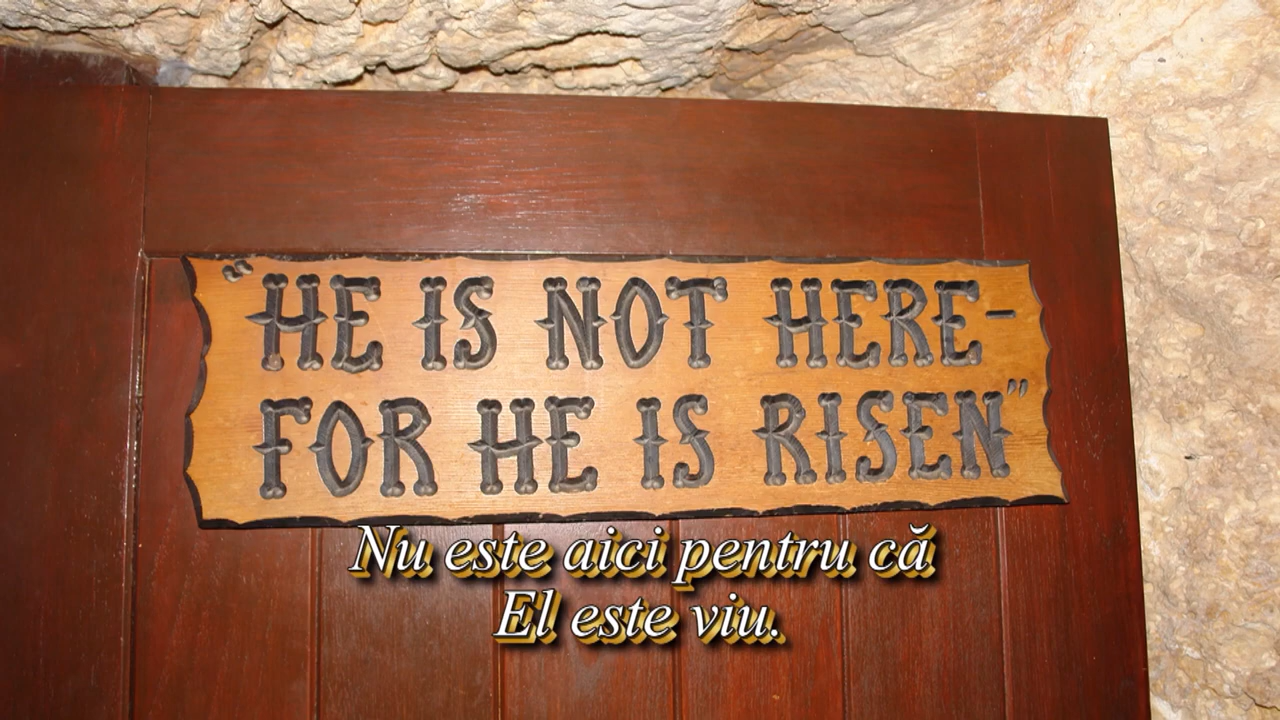 "HE IS NOT HERE-
FOR HE IS RISEN"
Nu este aici pentru că
El este viu.